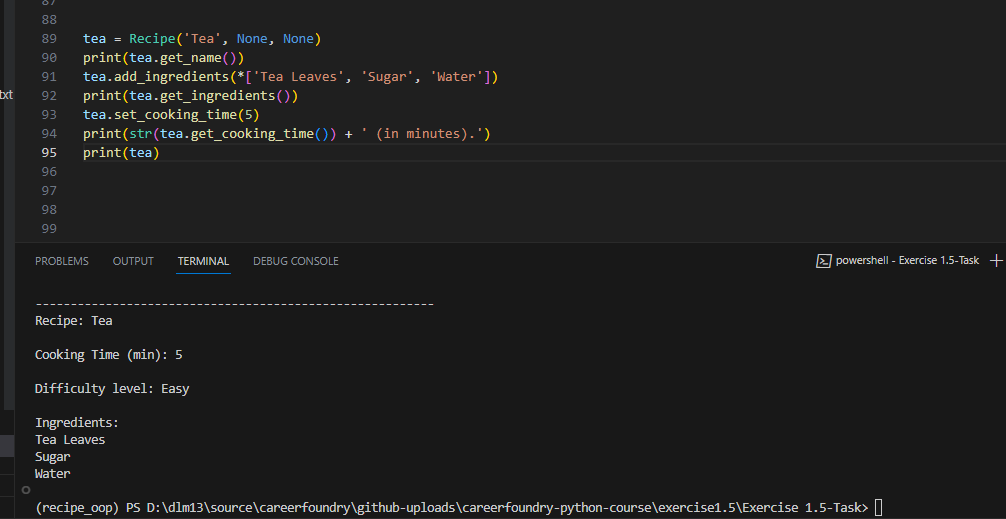 87
88
89 tea = Recipe('Tea', None, None)
90 print(tea.get_name())
91 tea.add_ingredients(*['Tea Leaves', 'Sugar', 'Water'])
txt
92 print(tea.get_ingredients())
93 tea.set_cooking_time(5)
94 print(str(tea.get_cooking_time()) + ' (in minutes).')
95 print(tea)
96
97
98
99
PROBLEMS OUTPUT TERMINAL DEBUG CONSOLE powershell - Exercise 1.5-Task
---------------------------------------------------------
Recipe: Tea
Cooking Time (min): 5
Difficulty level: Easy
Ingredients:
Tea Leaves
Sugar
Water
(recipe_oop) PS D:\dlm13\source\careerfoundry\github-uploads\careerfoundry-python-course\exercise1.5\Exercise 1.5-Task>